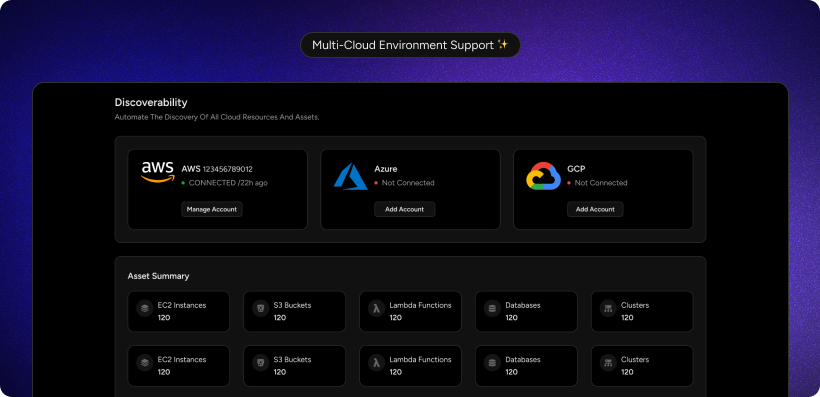 Multi-Cloud Environment Support ✨
Discoverability
Automate The Discovery Of All Cloud Resources And Assets.
aws
AWS 123456789012
CONNECTED /22h ago
Manage Account
Azure
Not Connected
Add Account
GCP
Not Connected
Add Account
Asset Summary
EC2 Instances
120
S3 Buckets
120
Lambda Functions
120
Databases
120
Clusters
120
EC2 Instances
120
S3 Buckets
120
Lambda Functions
120
Databases
120
Clusters
120